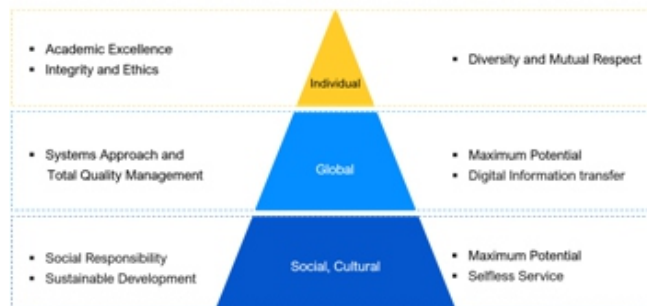 ▪ Academic Excellence
▪ Integrity and Ethics
Individual
▪ Diversity and Mutual Respect
▪ Systems Approach and
Total Quality Management
Global
▪ Maximum Potential
▪ Digital Information transfer
▪ Social Responsibility
▪ Sustainable Development
Social, Cultural
▪ Maximum Potential
▪ Selfless Service